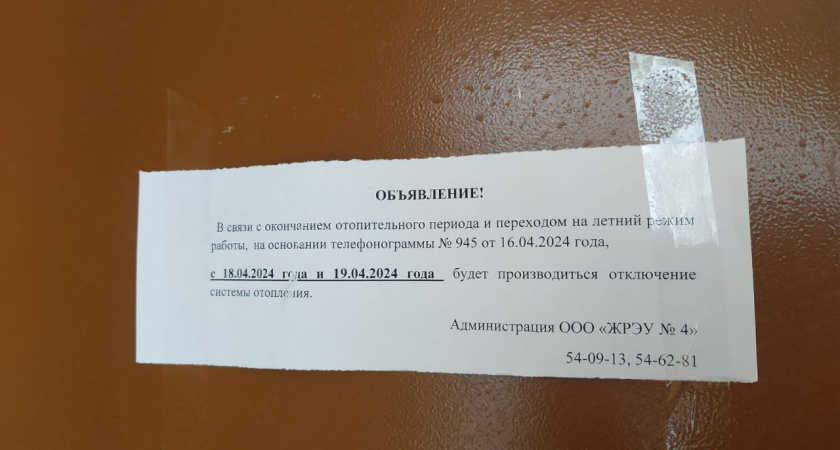 ОБЪЯВЛЕНИЕ!
В связи с окончанием отопительного периода и переходом на летний режим
работы, на основании телефонограммы № 945 от 16.04.2024 года,
с 18.04.2024 года и 19.04.2024 года будет производиться отключение
системы отопления.
Администрация ООО «ЖРЭУ № 4»
54-09-13, 54-62-81